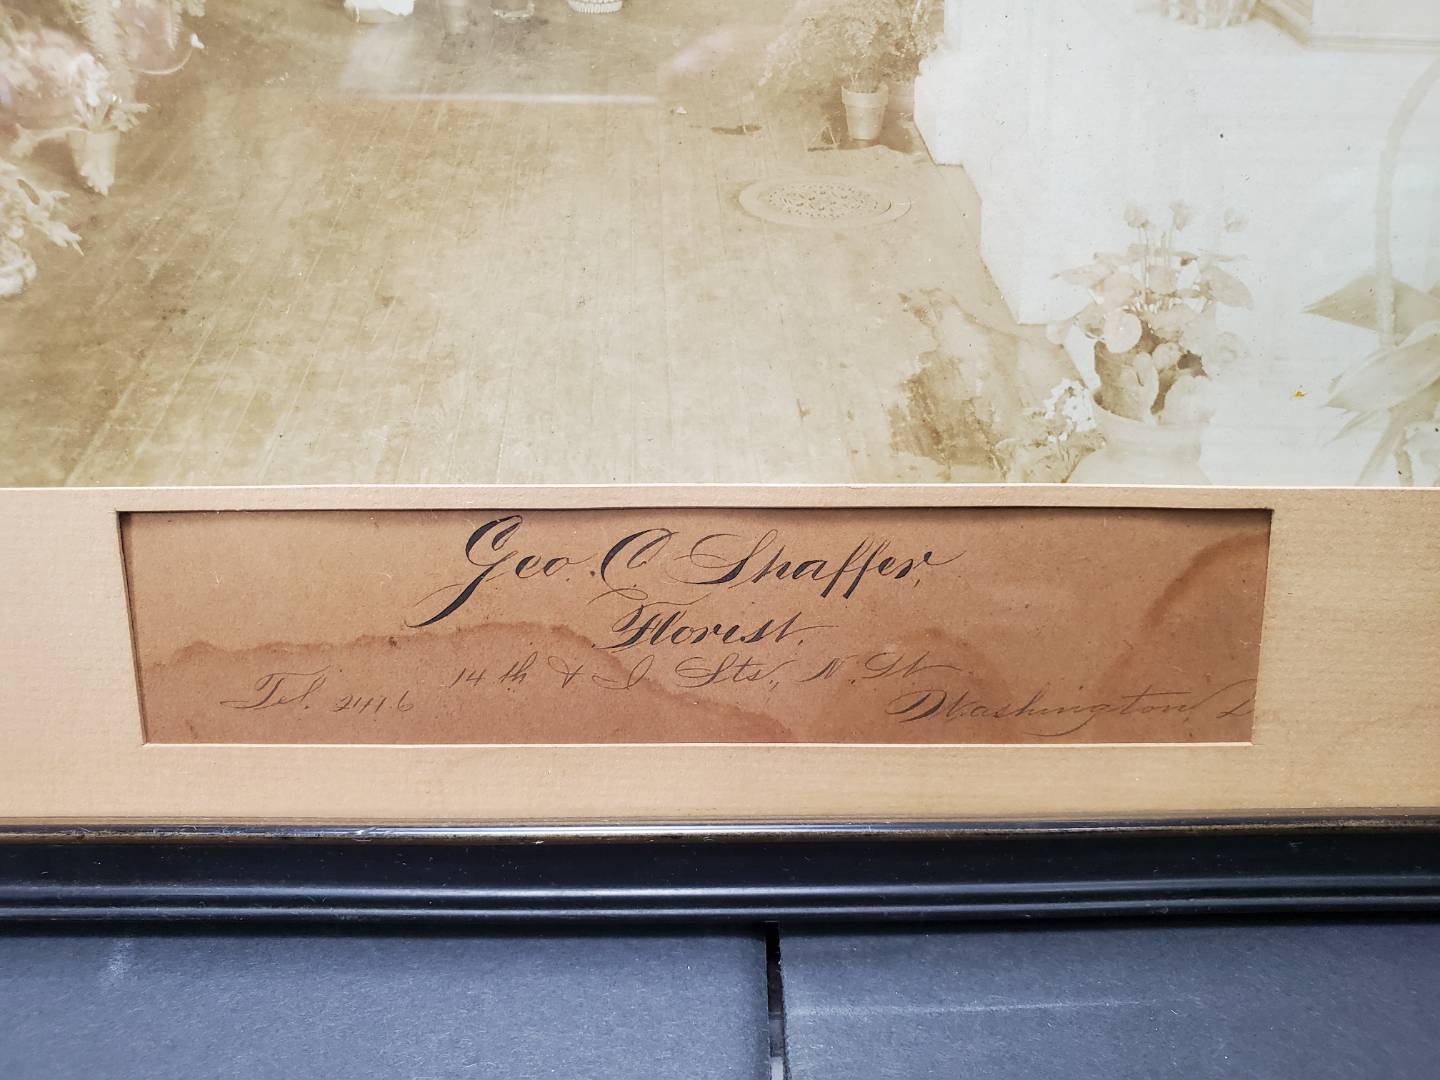 Geo. C. Shaffer,
Florist.
14th & I Sts., N. W.
Tel. 2416
Washington, D